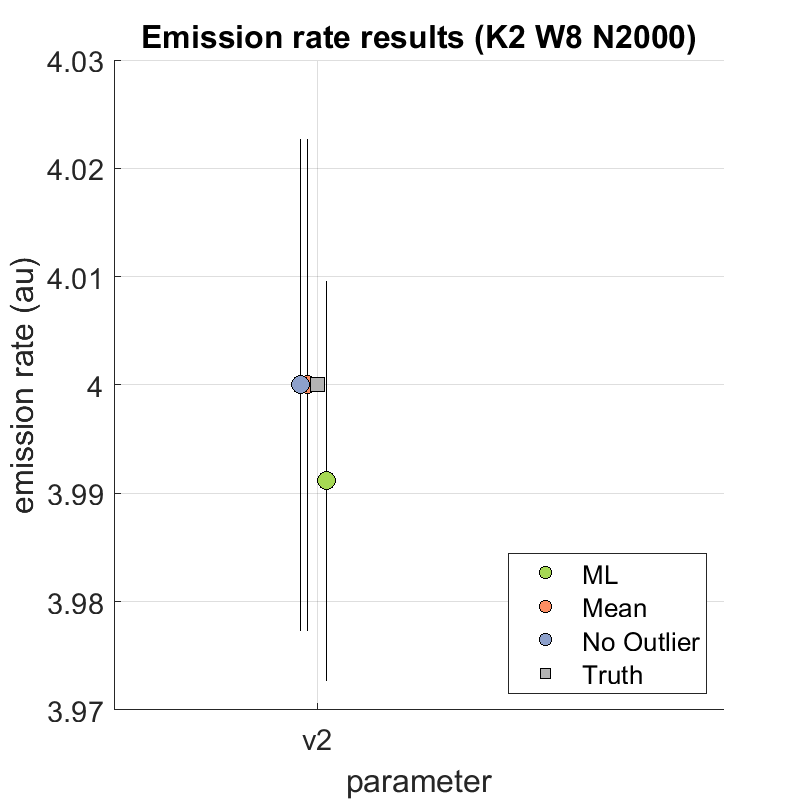 Emission rate results (K2 W8 N2000)
emission rate (au)
4.03
4.02
4.01
4
3.99
3.98
3.97
v2
parameter
ML
Mean
No Outlier
Truth